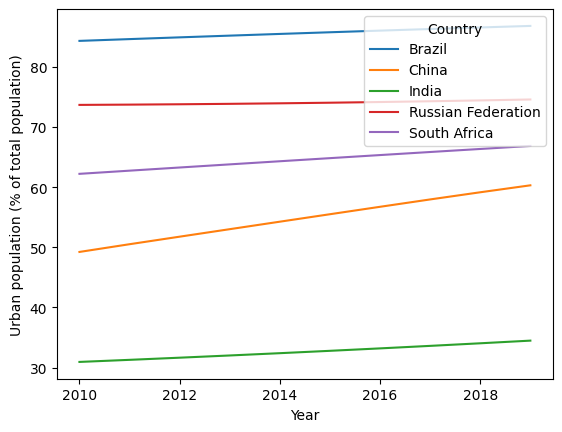 Country
Brazil
China
India
Russian Federation
South Africa
Urban population (% of total population)
80
70
60
50
40
30
2010
2012
2014
2016
2018
Year